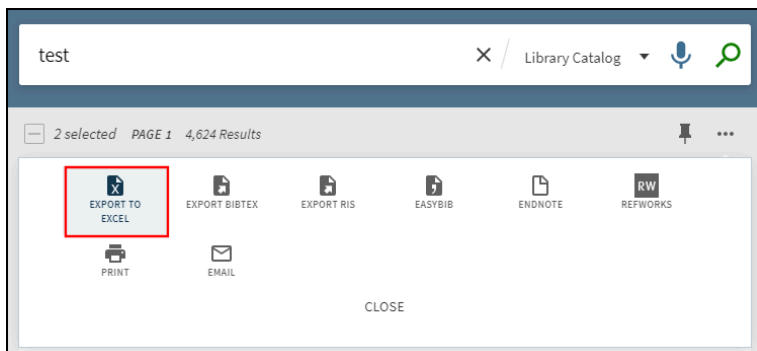 test
Library Catalog
2 selected PAGE 1 4,624 Results
EXPORT TO EXCEL
EXPORT BIBTEX
EXPORT RIS
EASYBIB
ENDNOTE
RW
REFWORKS
PRINT
EMAIL
CLOSE